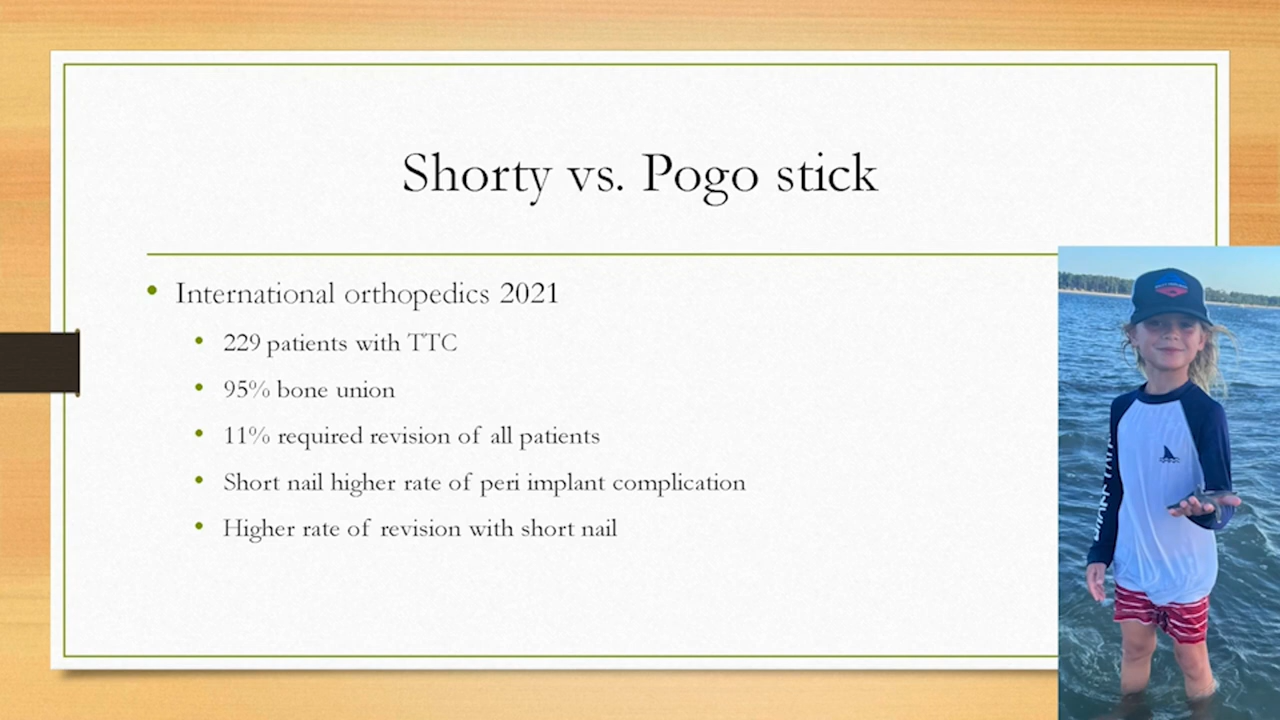 Shorty vs. Pogo stick
International orthopedics 2021
229 patients with TTC
95% bone union
11% required revision of all patients
Short nail higher rate of peri implant complication
Higher rate of revision with short nail